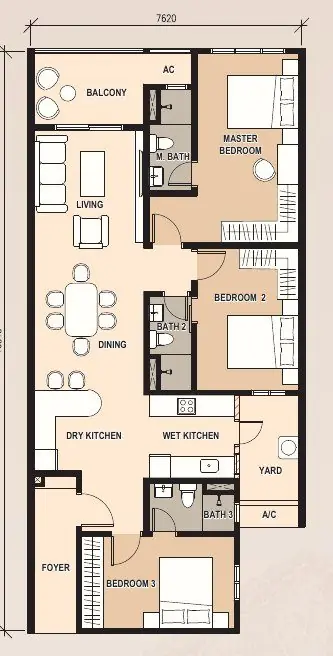 7620
AC
BALCONY
MASTER
BEDROOM
M. BATH
LIVING
BEDROOM 2
BATH 2
DINING
DRY KITCHEN
WET KITCHEN
YARD
A/C
BATH 3
FOYER
BEDROOM 3